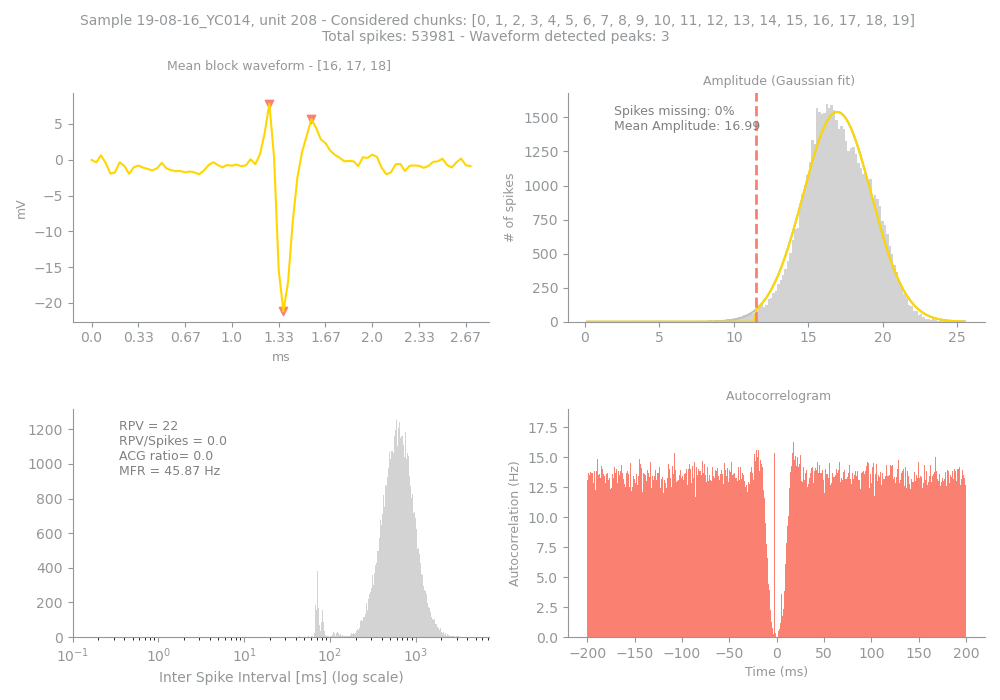 Sample 19-08-16_YC014, unit 208 - Considered chunks: [0, 1, 2, 3, 4, 5, 6, 7, 8, 9, 10, 11, 12, 13, 14, 15, 16, 17, 18, 19]
Total spikes: 53981 - Waveform detected peaks: 3
Mean block waveform - [16, 17, 18]
5
0
−5
−10
−15
−20
mV
0.0 0.33 0.67 1.0 1.33 1.67 2.0 2.33 2.67
ms
Amplitude (Gaussian fit)
Spikes missing: 0%
Mean Amplitude: 16.99
1500
1250
1000
750
500
250
0
# of spikes
0 5 10 15 20 25
RPV = 22
RPV/Spikes = 0.0
ACG ratio= 0.0
MFR = 45.87 Hz
1200
1000
800
600
400
200
0
10⁻¹ 10⁰ 10¹ 10² 10³
Inter Spike Interval [ms] (log scale)
Autocorrelogram
17.5
15.0
12.5
10.0
7.5
5.0
2.5
0.0
Autocorrelation (Hz)
−200 −150 −100 −50 0 50 100 150 200
Time (ms)